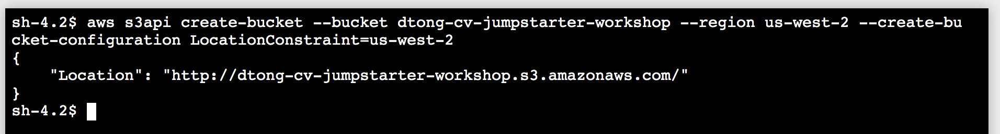 sh-4.2$ aws s3api create-bucket --bucket dtong-cv-jumpstarter-workshop --region us-west-2 --create-bu
cket-configuration LocationConstraint=us-west-2
{
    "Location": "http://dtong-cv-jumpstarter-workshop.s3.amazonaws.com/"
}
sh-4.2$